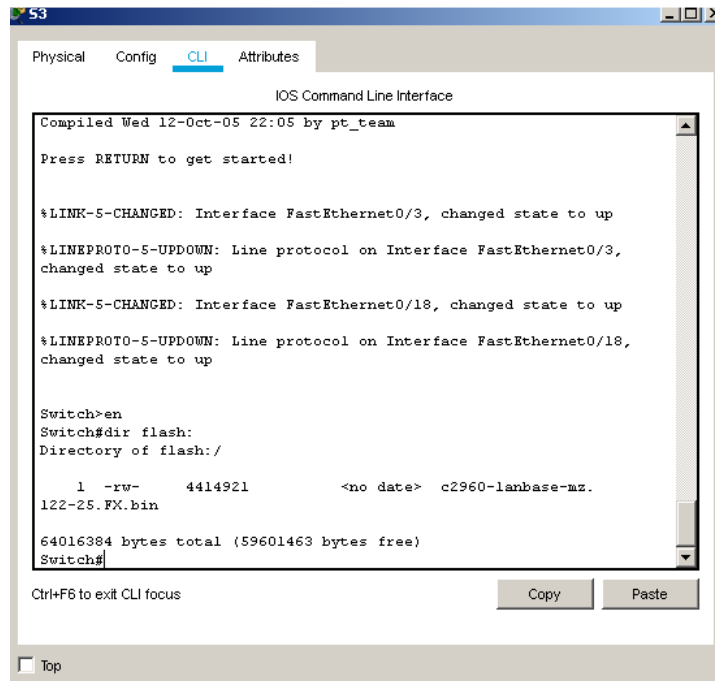 S3
Physical Config CLI Attributes
IOS Command Line Interface
Compiled Wed 12-Oct-05 22:05 by pt_team
Press RETURN to get started!
%LINK-5-CHANGED: Interface FastEthernet0/3, changed state to up
%LINEPROTO-5-UPDOWN: Line protocol on Interface FastEthernet0/3,
changed state to up
%LINK-5-CHANGED: Interface FastEthernet0/18, changed state to up
%LINEPROTO-5-UPDOWN: Line protocol on Interface FastEthernet0/18,
changed state to up
Switch>en
Switch#dir flash:
Directory of flash:/
1 -rw- 4414921 <no date> c2960-lanbase-mz.
122-25.FX.bin
64016384 bytes total (59601463 bytes free)
Switch#
Ctrl+F6 to exit CLI focus
Copy Paste
Top